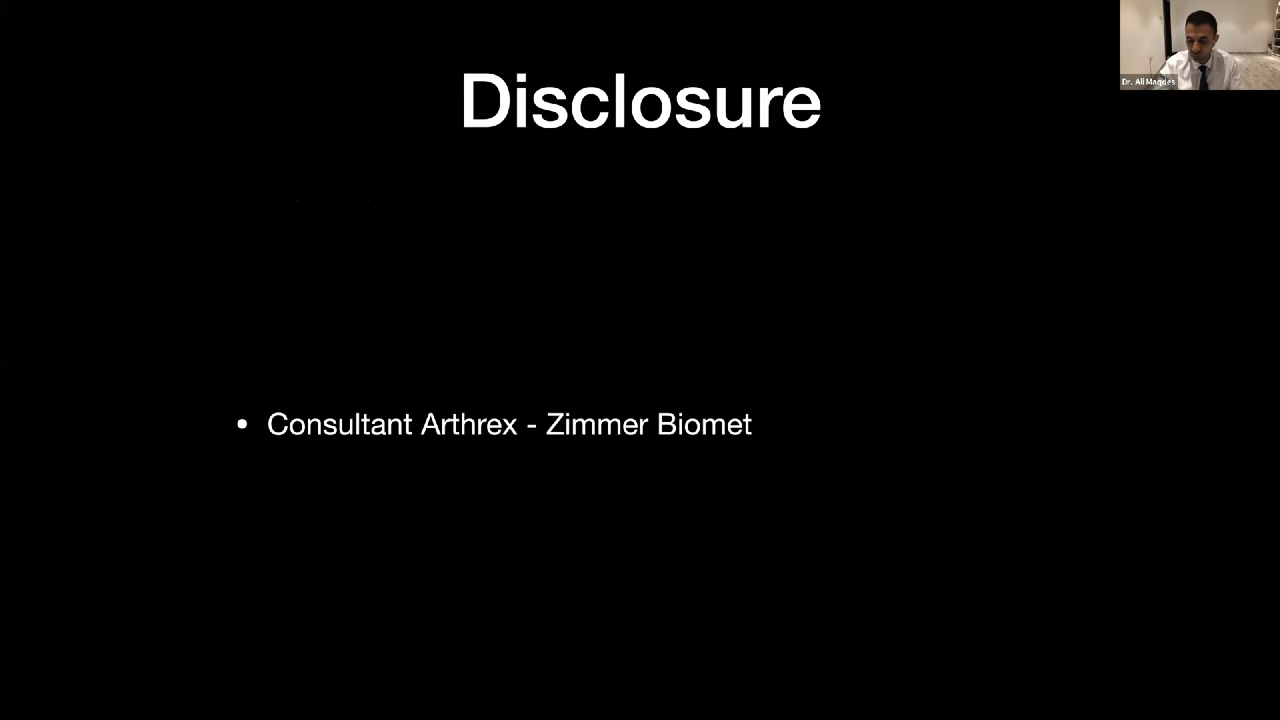 Disclosure
Dr. Ali Maqdes
• Consultant Arthrex - Zimmer Biomet